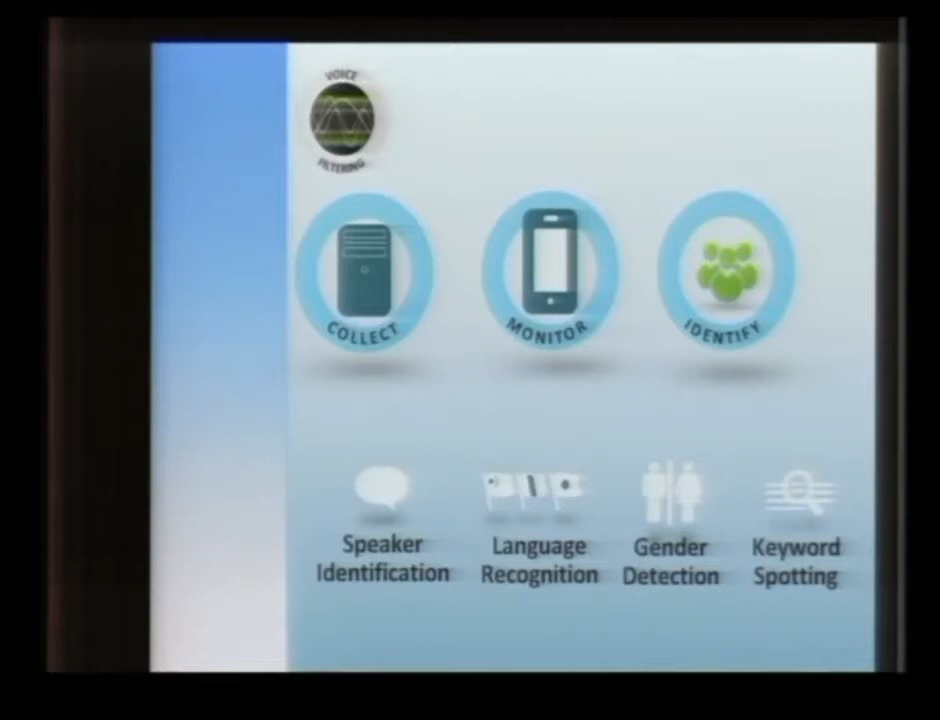 VOICE
FILTERING
COLLECT
MONITOR
IDENTIFY
Speaker
Identification
Language
Recognition
Gender
Detection
Keyword
Spotting